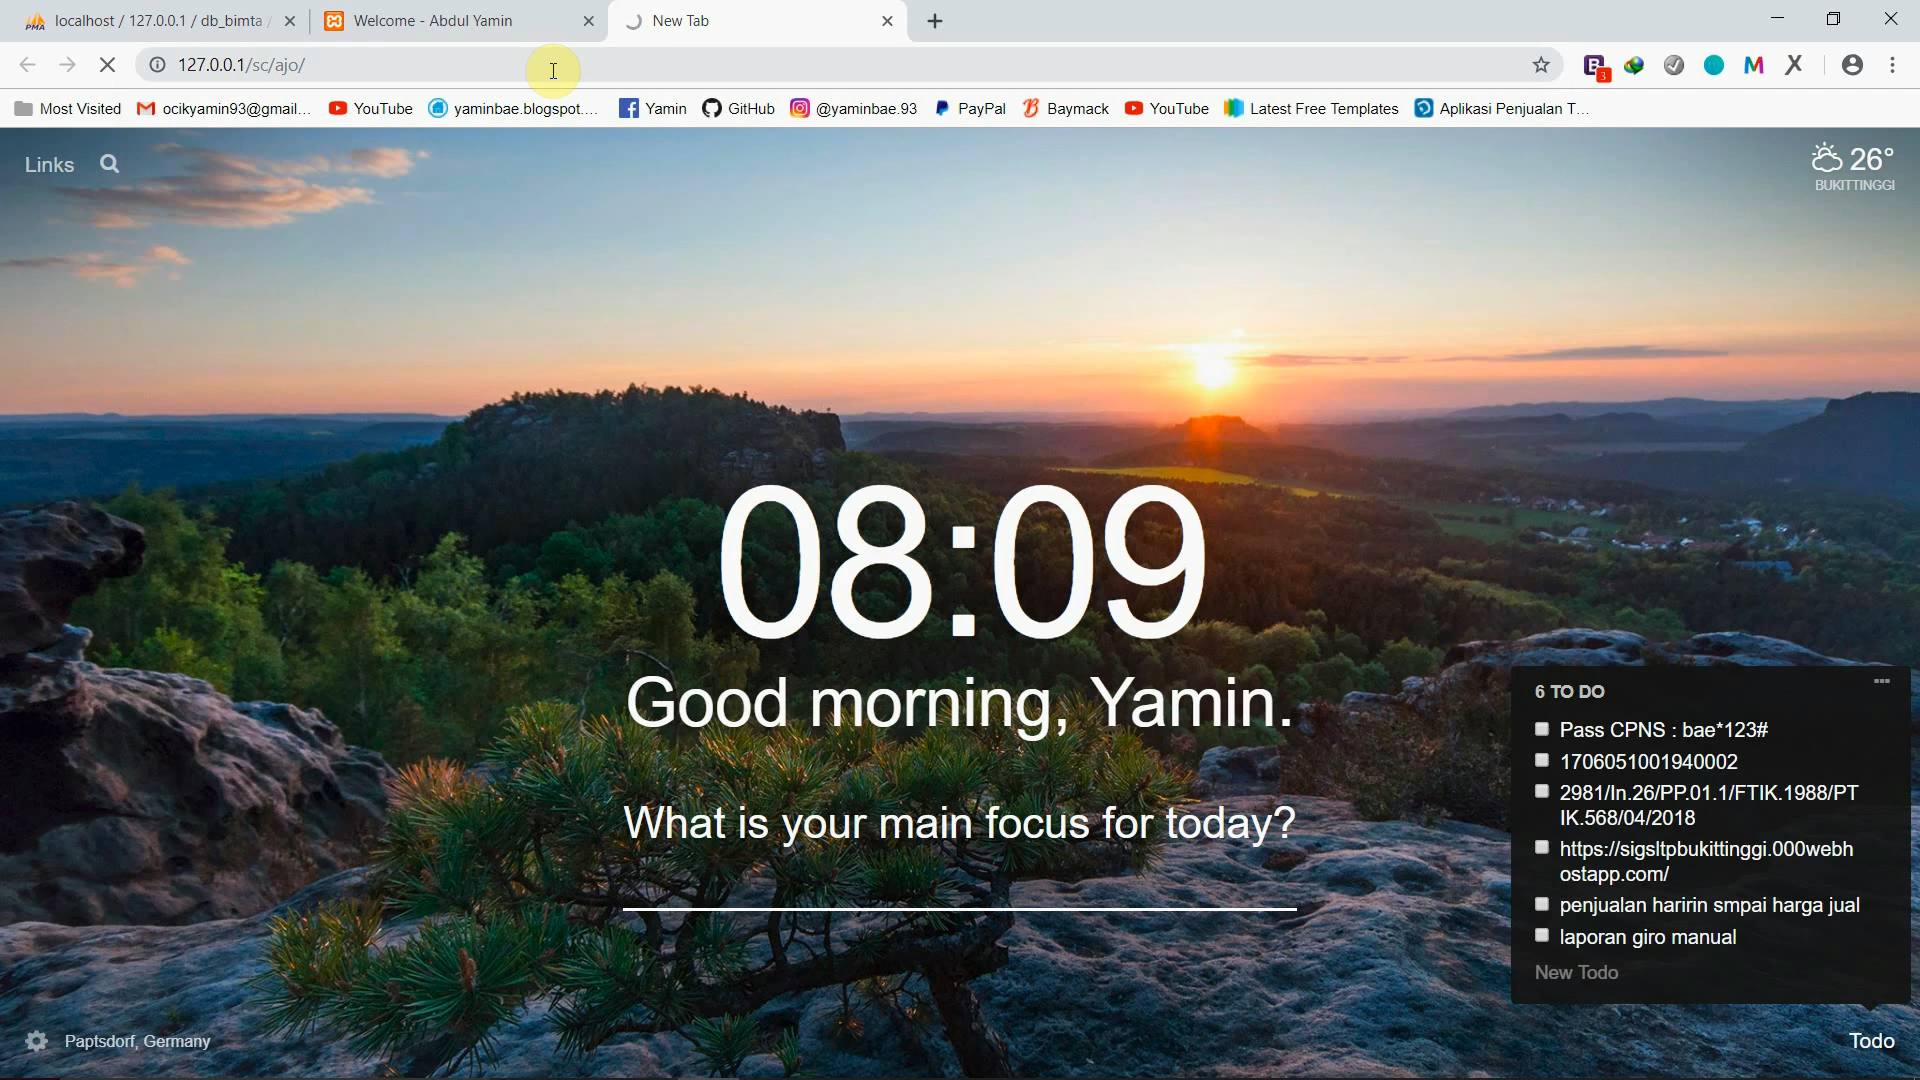 localhost / 127.0.0.1 / db_bimta
Welcome - Abdul Yamin
New Tab
127.0.0.1/sc/ajo/
3
Most Visited
ocikyamin93@gmail...
YouTube
yaminbae.blogspot....
Yamin
GitHub
@yaminbae.93
PayPal
Baymack
YouTube
Latest Free Templates
Aplikasi Penjualan T...
Links
26°
BUKITTINGGI
08:09
Good morning, Yamin.
What is your main focus for today?
6 TO DO
Pass CPNS : bae*123#
1706051001940002
2981/In.26/PP.01.1/FTIK.1988/PT
IK.568/04/2018
https://sigsltpbukittinggi.000webh
ostapp.com/
penjualan haririn smpai harga jual
laporan giro manual
New Todo
Paptsdorf, Germany
Todo